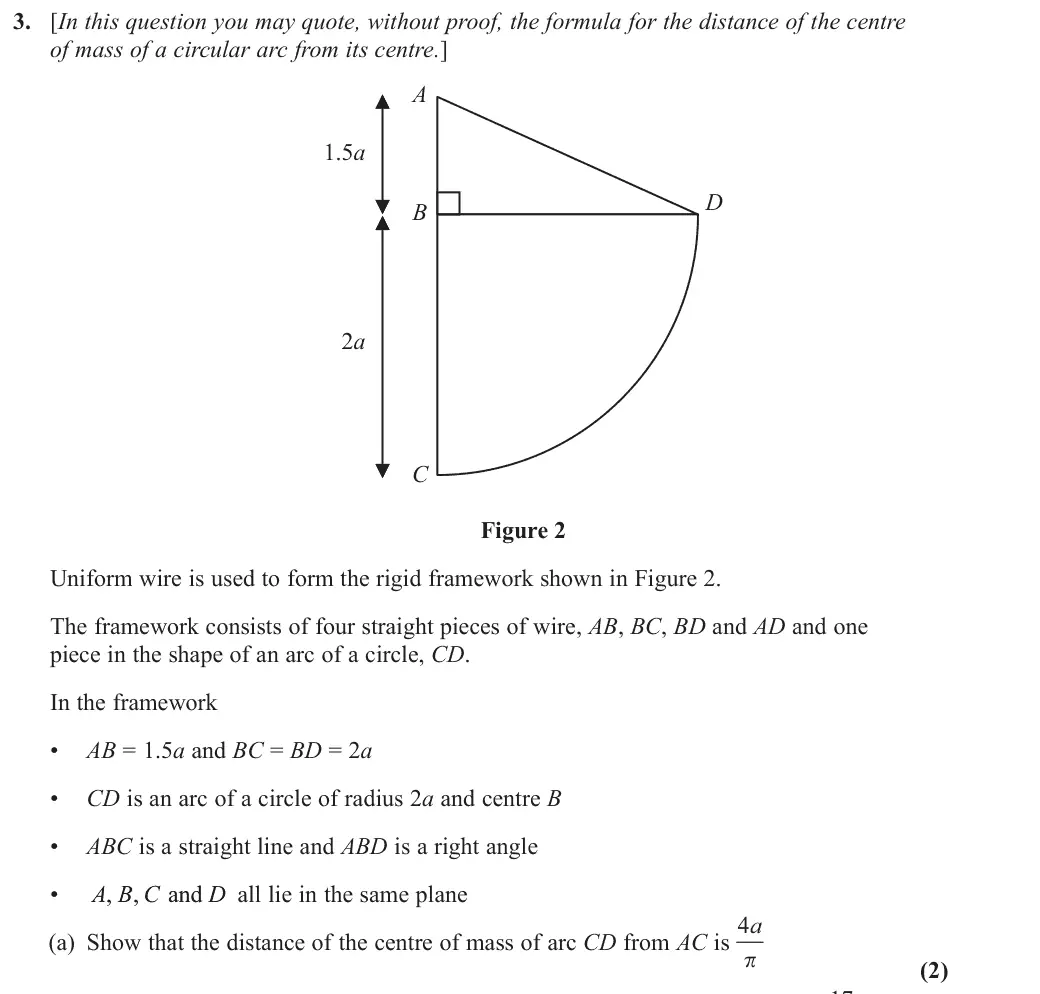 3. [In this question you may quote, without proof, the formula for the distance of the centre
of mass of a circular arc from its centre.]
A
1.5a
B
D
2a
C
Figure 2
Uniform wire is used to form the rigid framework shown in Figure 2.
The framework consists of four straight pieces of wire, AB, BC, BD and AD and one
piece in the shape of an arc of a circle, CD.
In the framework
• AB = 1.5a and BC = BD = 2a
• CD is an arc of a circle of radius 2a and centre B
• ABC is a straight line and ABD is a right angle
• A, B, C and D all lie in the same plane
(a) Show that the distance of the centre of mass of arc CD from AC is 4a/π
(2)